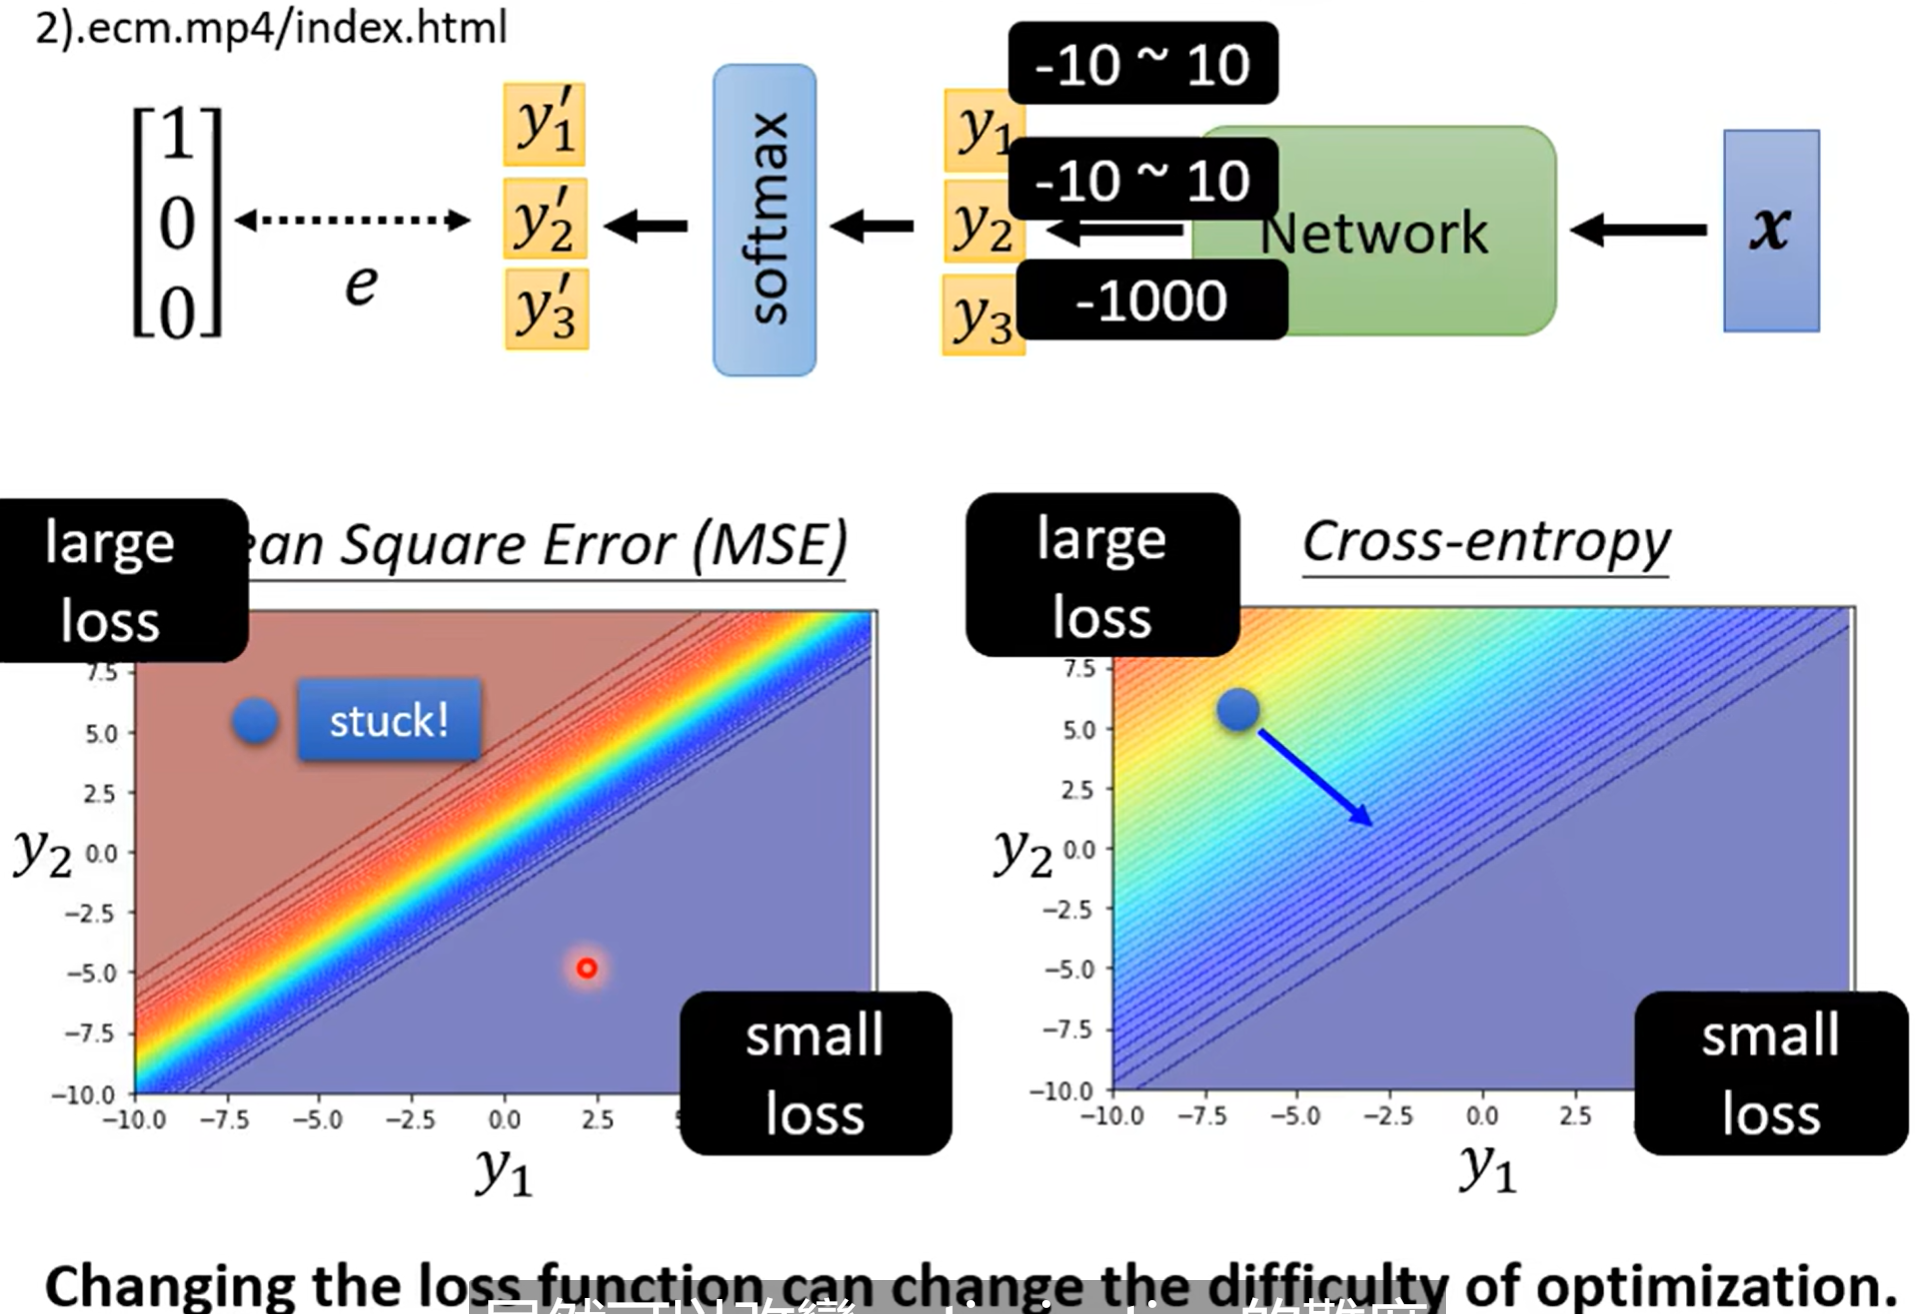 2).ecm.mp4/index.html
1
0
0
e
y′1
y′2
y′3
softmax
y1
y2
y3
-10 ~ 10
-10 ~ 10
-1000
Network
x
large
loss
ean Square Error (MSE)
stuck!
7.5
5.0
2.5
0.0
−2.5
−5.0
−7.5
−10.0
y2
−10.0 −7.5 −5.0 −2.5 0.0 2.5
y1
small
loss
large
loss
Cross-entropy
7.5
5.0
2.5
0.0
−2.5
−5.0
−7.5
−10.0
y2
−10.0 −7.5 −5.0 −2.5 0.0 2.5
y1
small
loss
Changing the loss function can change the difficulty of optimization.